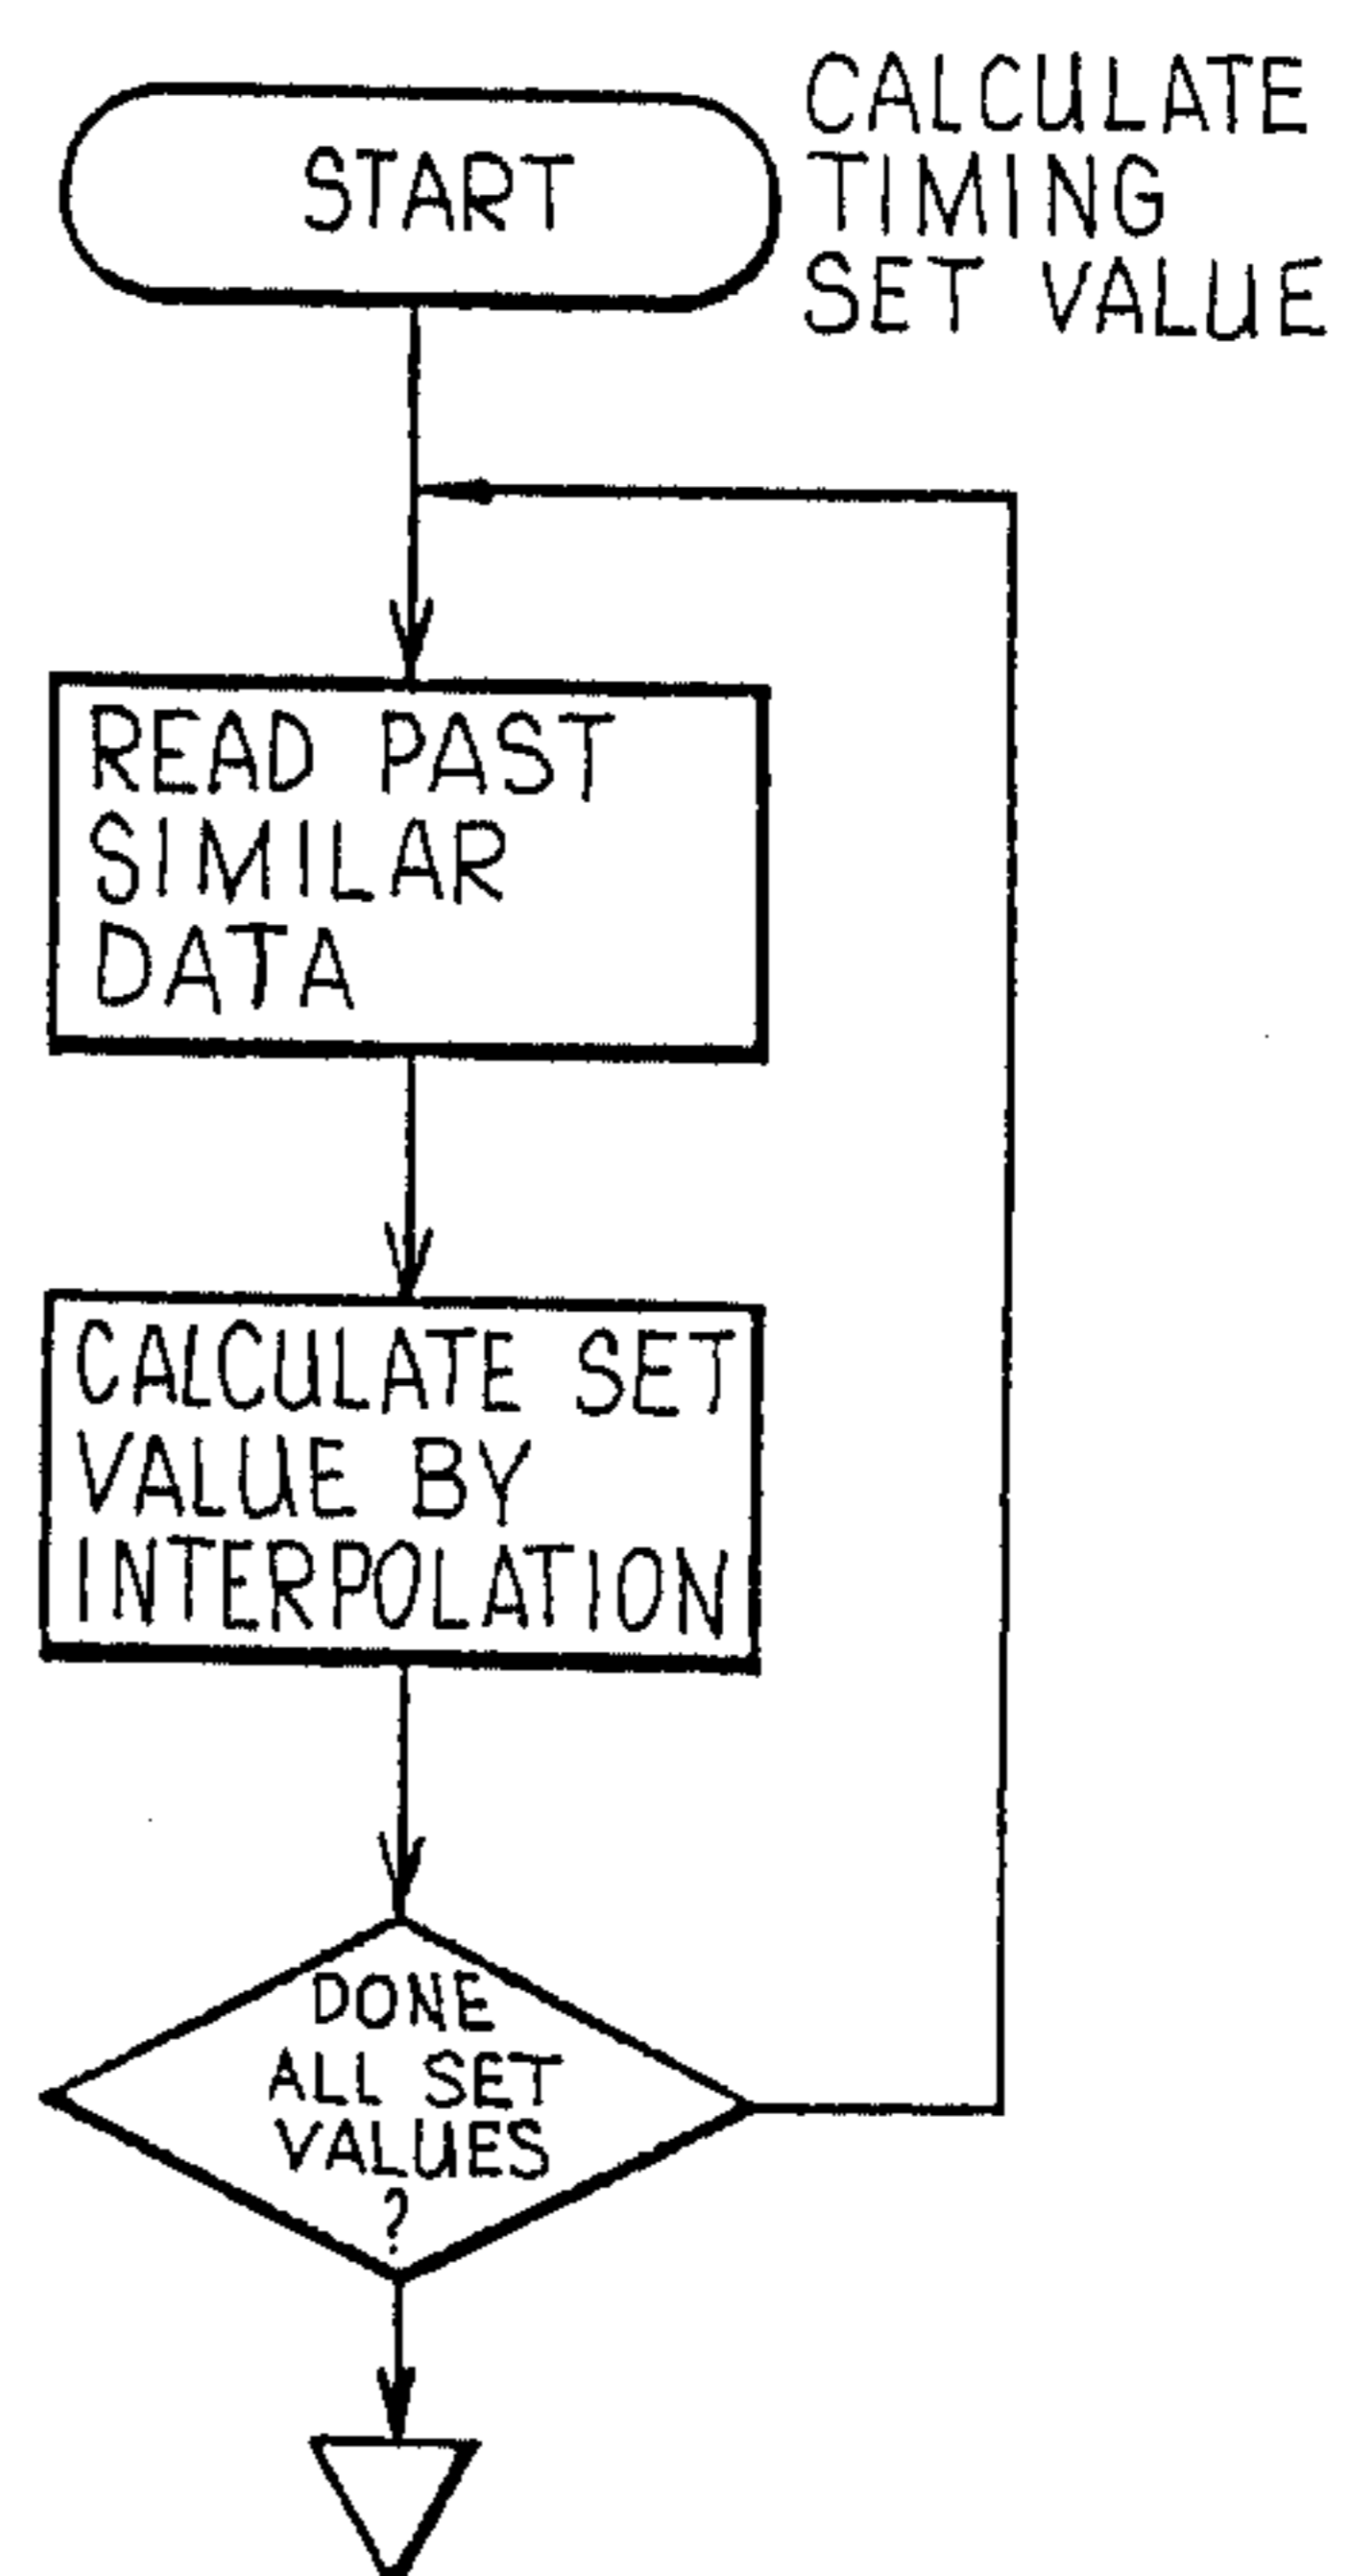 START
CALCULATE
TIMING
SET VALUE
READ PAST
SIMILAR
DATA
CALCULATE SET
VALUE BY
INTERPOLATION
DONE
ALL SET
VALUES
?